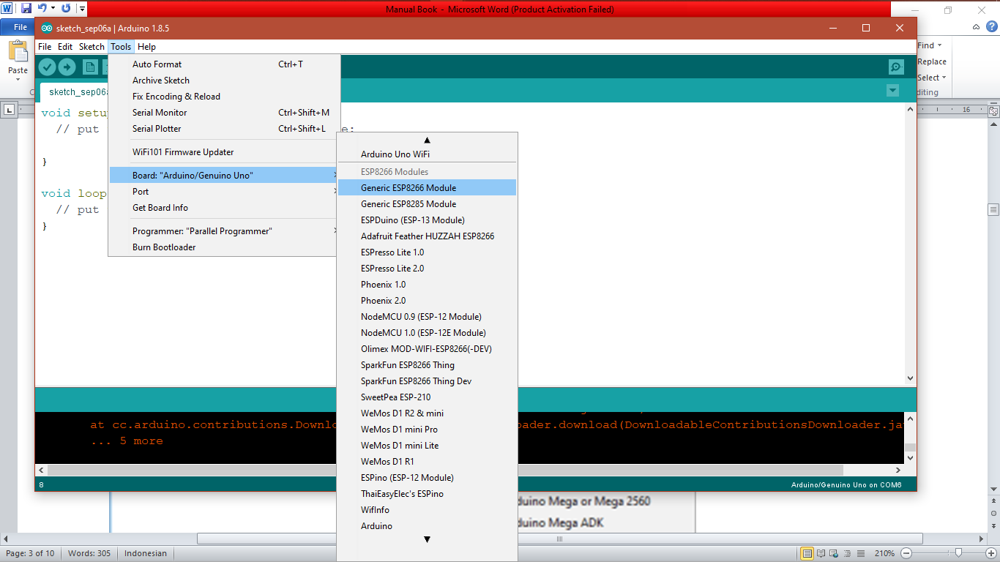 Manual Book - Microsoft Word (Product Activation Failed)
File
Paste
Find
Replace
Select
diting
sketch_sep06a | Arduino 1.8.5
File Edit Sketch Tools Help
sketch_sep06a
void setup
// put
e:
}
void loop
// put
}
Auto Format Ctrl+T
Archive Sketch
Fix Encoding & Reload
Serial Monitor Ctrl+Shift+M
Serial Plotter Ctrl+Shift+L
WiFi101 Firmware Updater
Board: "Arduino/Genuino Uno"
Port
Get Board Info
Programmer: "Parallel Programmer"
Burn Bootloader
Arduino Uno WiFi
ESP8266 Modules
Generic ESP8266 Module
Generic ESP8285 Module
ESPDuino (ESP-13 Module)
Adafruit Feather HUZZAH ESP8266
ESPresso Lite 1.0
ESPresso Lite 2.0
Phoenix 1.0
Phoenix 2.0
NodeMCU 0.9 (ESP-12 Module)
NodeMCU 1.0 (ESP-12E Module)
Olimex MOD-WIFI-ESP8266(-DEV)
SparkFun ESP8266 Thing
SparkFun ESP8266 Thing Dev
SweetPea ESP-210
WeMos D1 R2 & mini
WeMos D1 mini Pro
WeMos D1 mini Lite
WeMos D1 R1
ESPino (ESP-12 Module)
ThaiEasyElec's ESPino
WifInfo
Arduino
at cc.arduino.contributions.Downlo
ader.download(DownloadableContributionsDownloader.ja
... 5 more
8
Arduino/Genuino Uno on COM6
duino Mega or Mega 2560
duino Mega ADK
16
Page: 3 of 10 Words: 305 Indonesian
210%